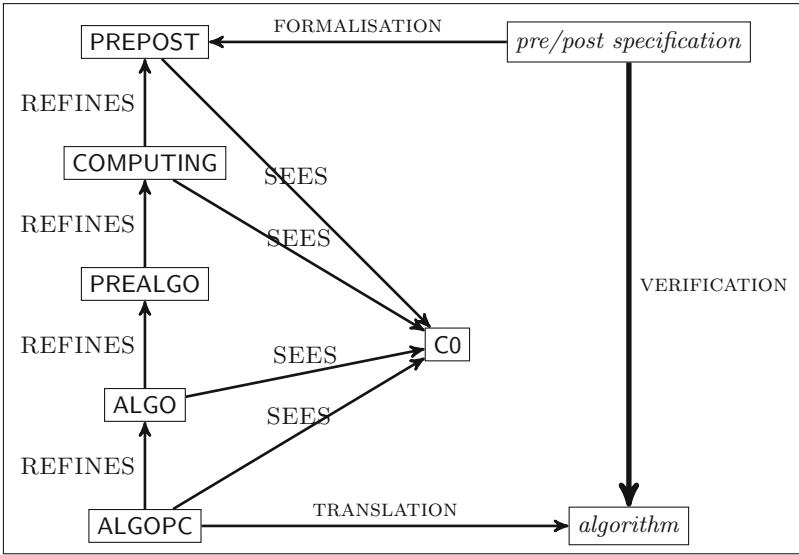 FORMALISATION
PREPOST
pre/post specification
REFINES
COMPUTING
SEES
REFINES
SEES
PREALGO
VERIFICATION
REFINES
C0
SEES
ALGO
SEES
REFINES
TRANSLATION
ALGOPC
algorithm